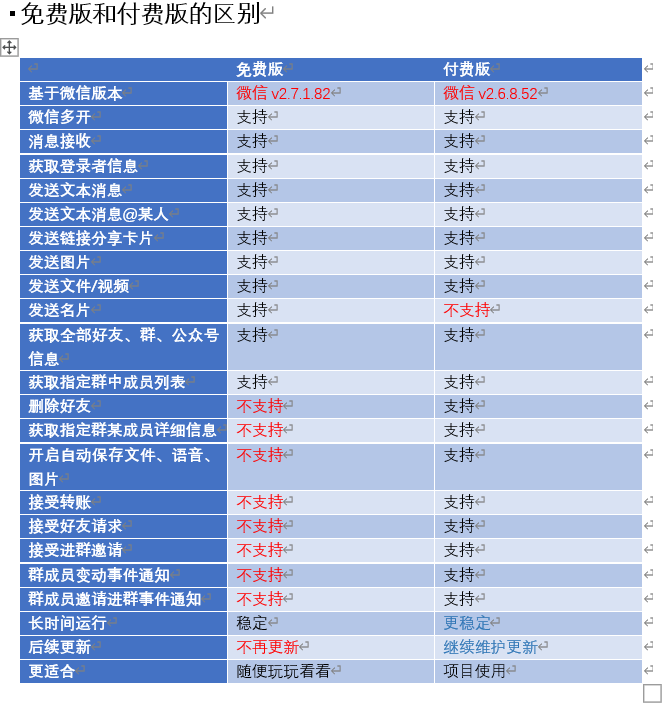 免费版和付费版的区别
免费版 付费版
基于微信版本 微信 v2.7.1.82 微信 v2.6.8.52
微信多开 支持 支持
消息接收 支持 支持
获取登录者信息 支持 支持
发送文本消息 支持 支持
发送文本消息@某人 支持 支持
发送链接分享卡片 支持 支持
发送图片 支持 支持
发送文件/视频 支持 支持
发送名片 支持 不支持
获取全部好友、群、公众号 支持 支持
信息
获取指定群中成员列表 支持 支持
删除好友 不支持 支持
获取指定群某成员详细信息 不支持 支持
开启自动保存文件、语音、 不支持 支持
图片
接受转账 不支持 支持
接受好友请求 不支持 支持
接受进群邀请 不支持 支持
群成员变动事件通知 不支持 支持
群成员邀请进群事件通知 不支持 支持
长时间运行 稳定 更稳定
后续更新 不再更新 继续维护更新
更适合 随便玩玩看看 项目使用